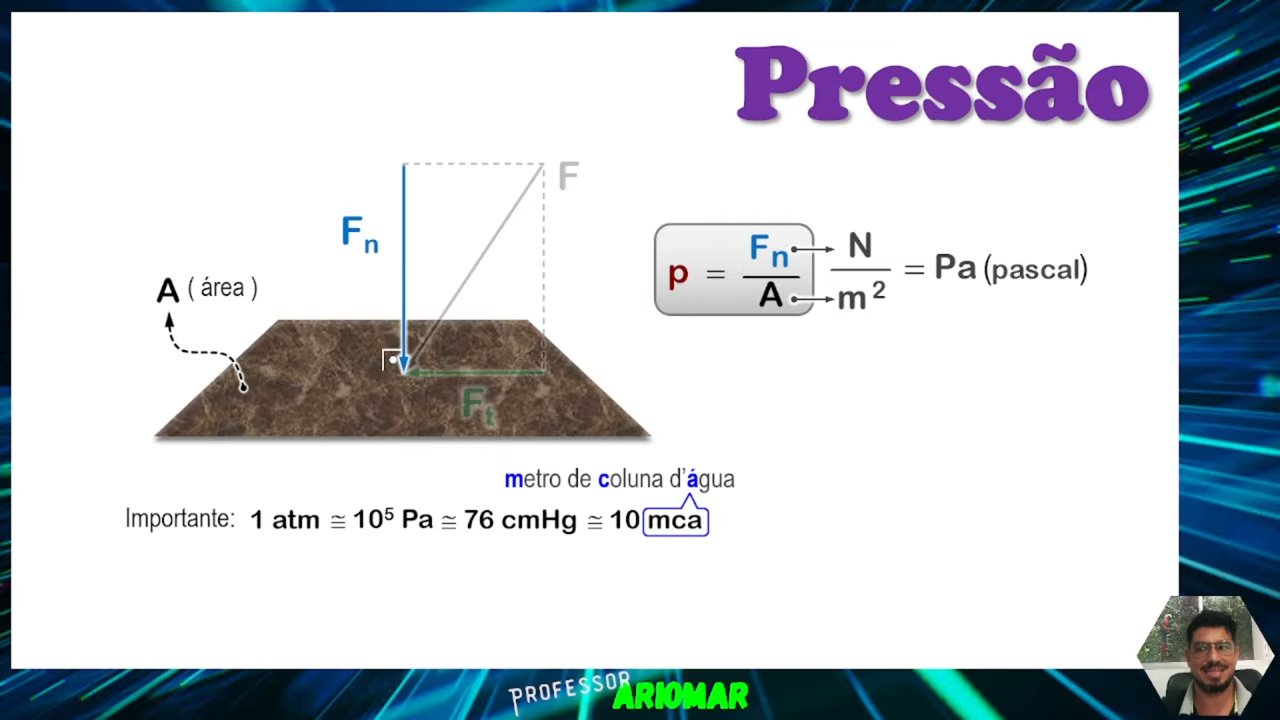 Pressão
F
Fn
A ( área )
p = Fn / A
N / m² = Pa (pascal)
Ft
metro de coluna d'água
Importante: 1 atm ≅ 10⁵ Pa ≅ 76 cmHg ≅ 10 mca
PROFESSOR ARIOMAR